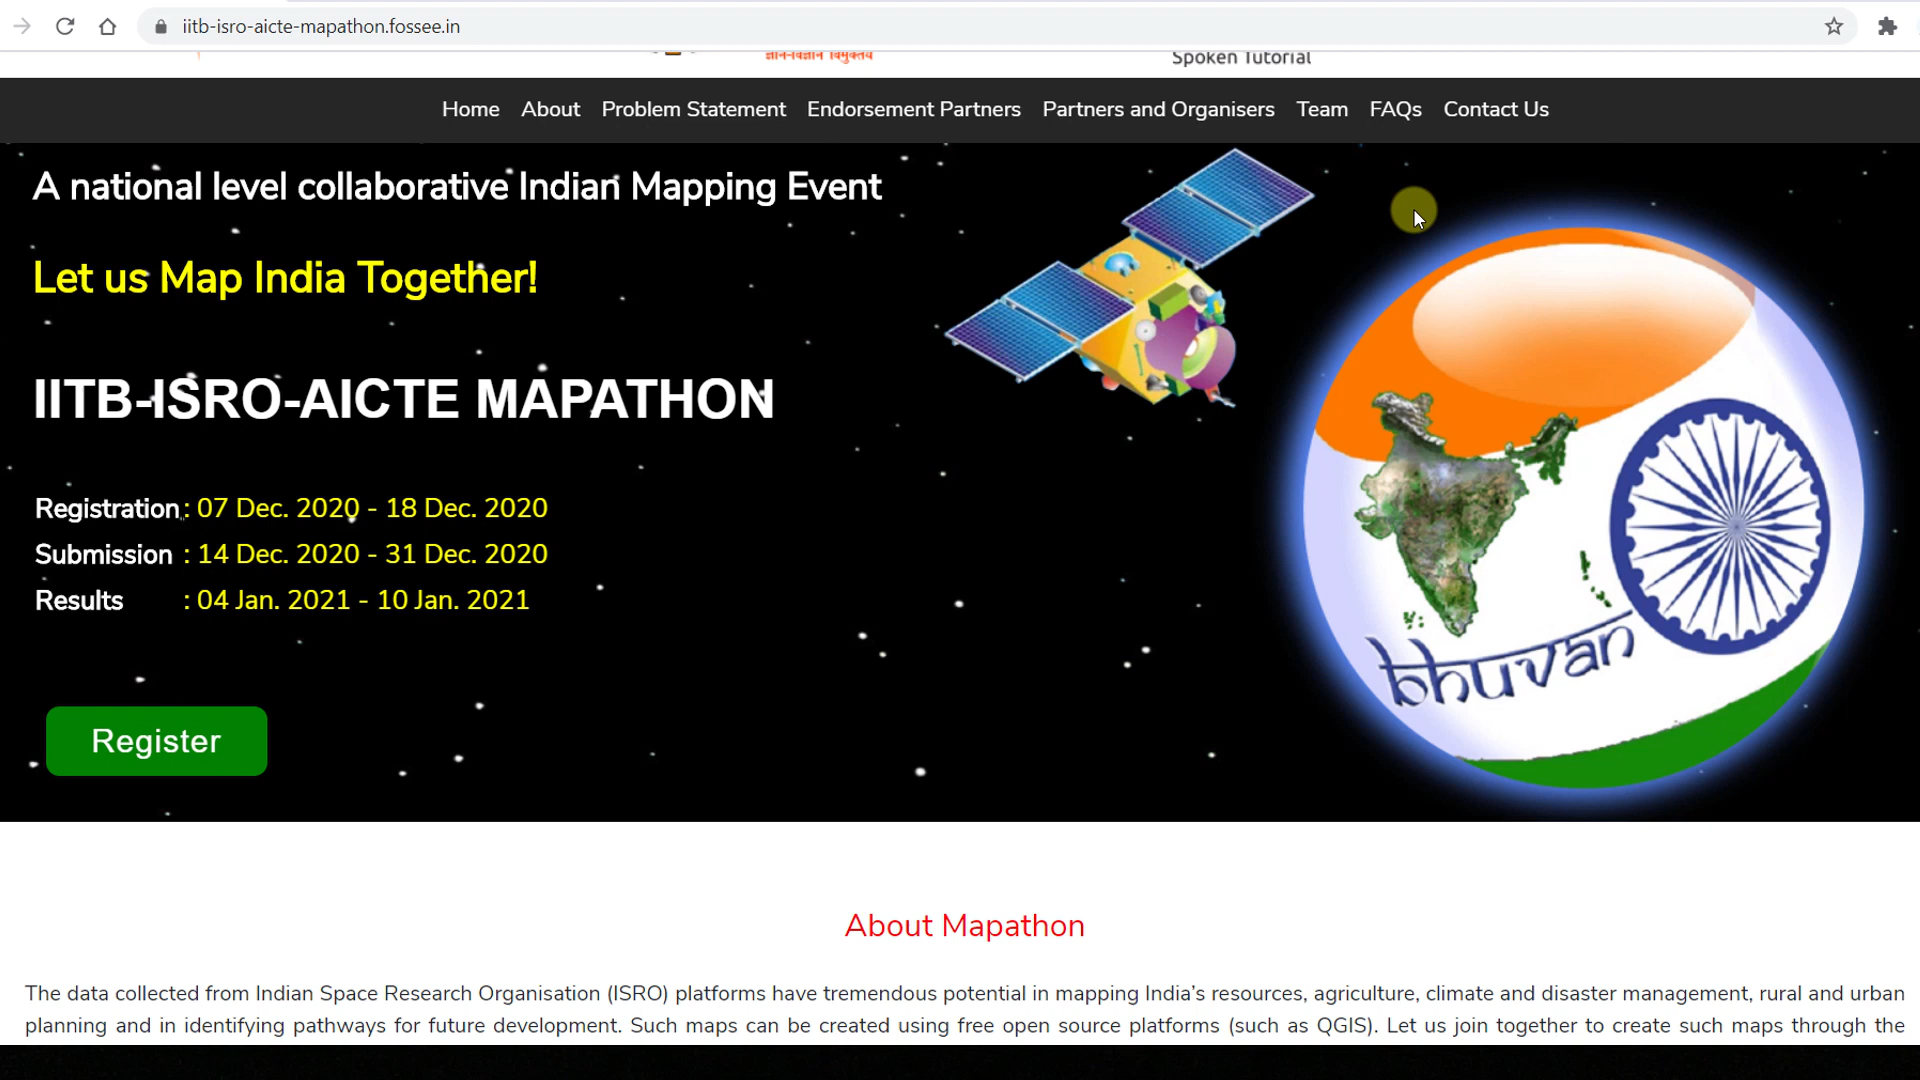 iitb-isro-aicte-mapathon.fossee.in
ज्ञान-विज्ञानं विमुक्तये
Spoken Tutorial
Home About Problem Statement Endorsement Partners Partners and Organisers Team FAQs Contact Us
A national level collaborative Indian Mapping Event
Let us Map India Together!
IITB-ISRO-AICTE MAPATHON
Registration : 07 Dec. 2020 - 18 Dec. 2020
Submission : 14 Dec. 2020 - 31 Dec. 2020
Results : 04 Jan. 2021 - 10 Jan. 2021
bhuvan
Register
About Mapathon
The data collected from Indian Space Research Organisation (ISRO) platforms have tremendous potential in mapping India’s resources, agriculture, climate and disaster management, rural and urban
planning and in identifying pathways for future development. Such maps can be created using free open source platforms (such as QGIS). Let us join together to create such maps through the